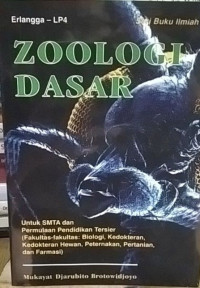 Erlangga – LP4
Seri Buku Ilmiah
ZOOLOGI
DASAR
Untuk SMTA dan
Permulaan Pendidikan Tersier
(Fakultas-fakultas: Biologi, Kedokteran,
Kedokteran Hewan, Peternakan, Pertanian,
dan Farmasi)
Mukayat Djarubito Brotowidjoyo